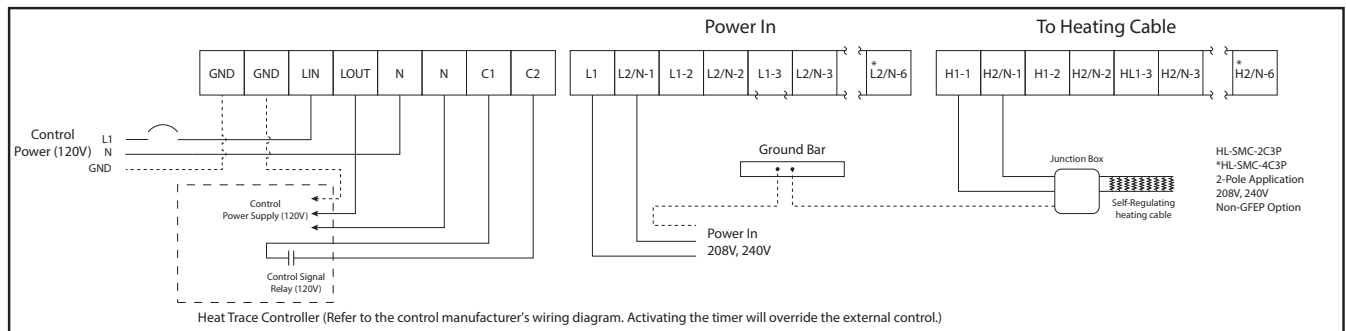 Power In
To Heating Cable
GND GND LIN LOUT N N C1 C2
L1 L2/N-1 L1-2 L2/N-2 L1-3 L2/N-3 * L2/N-6
H1-1 H2/N-1 H1-2 H2/N-2 HL1-3 H2/N-3 * H2/N-6
Control
Power (120V)
L1
N
GND
Control
Power Supply (120V)
Control Signal
Relay (120V)
Ground Bar
Power In
208V, 240V
Junction Box
Self-Regulating
heating cable
HL-SMC-2C3P
*HL-SMC-4C3P
2-Pole Application
208V, 240V
Non-GFEP Option
Heat Trace Controller (Refer to the control manufacturer's wiring diagram. Activating the timer will override the external control.)